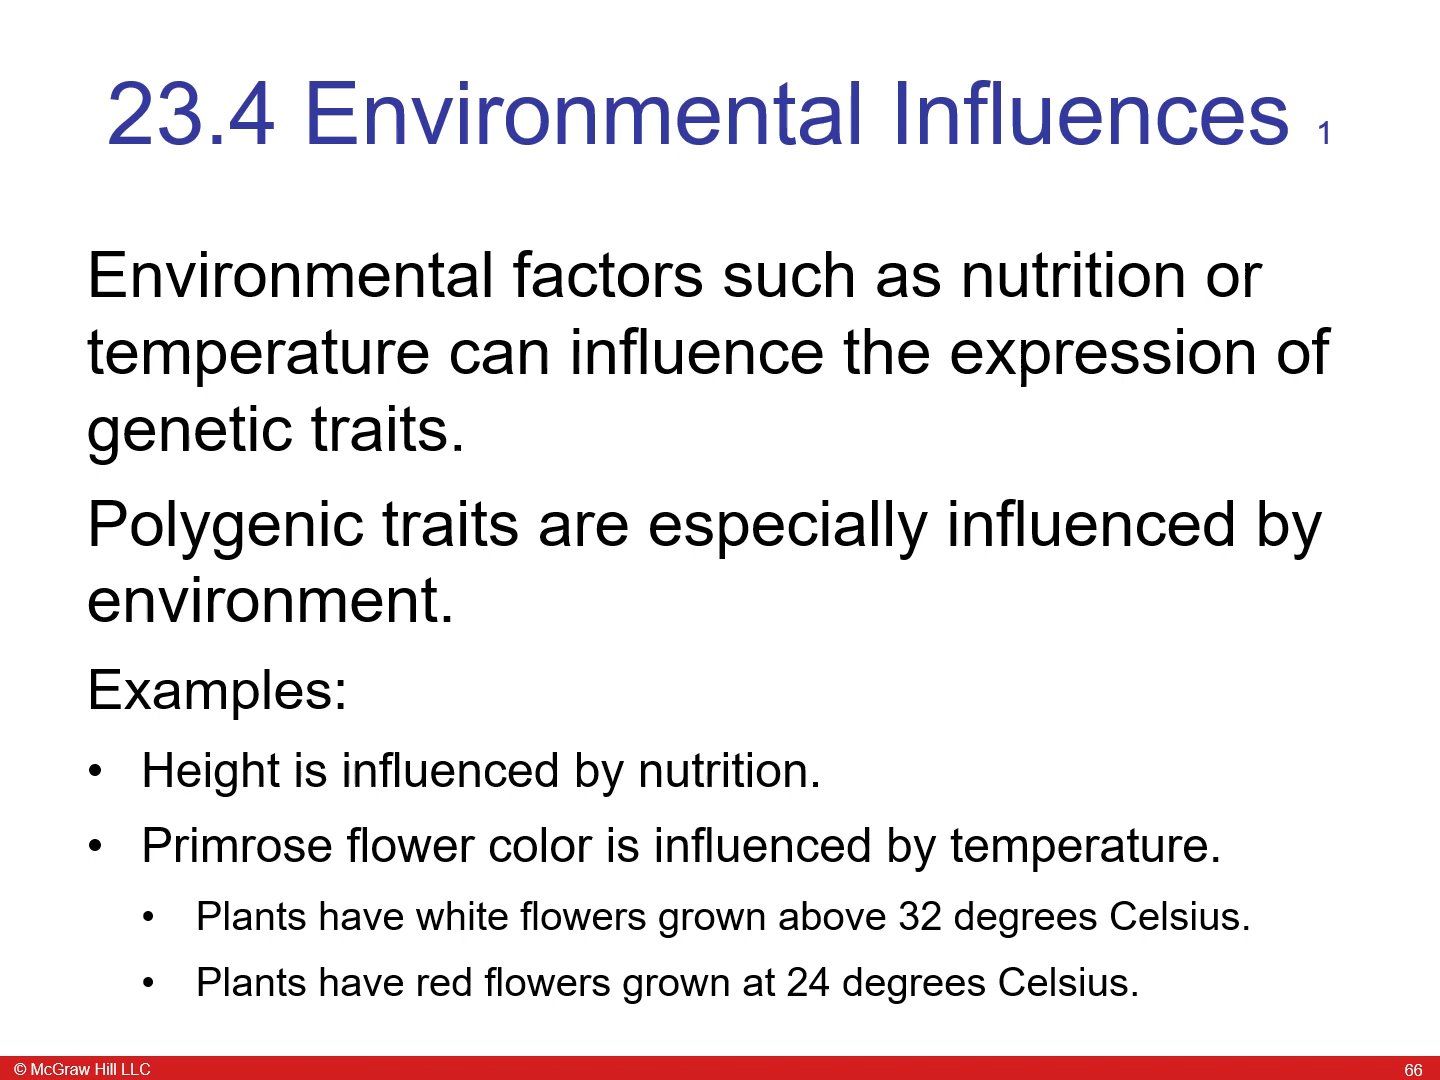 23.4 Environmental Influences 1
Environmental factors such as nutrition or
temperature can influence the expression of
genetic traits.
Polygenic traits are especially influenced by
environment.
Examples:
• Height is influenced by nutrition.
• Primrose flower color is influenced by temperature.
• Plants have white flowers grown above 32 degrees Celsius.
• Plants have red flowers grown at 24 degrees Celsius.
© McGraw Hill LLC
66